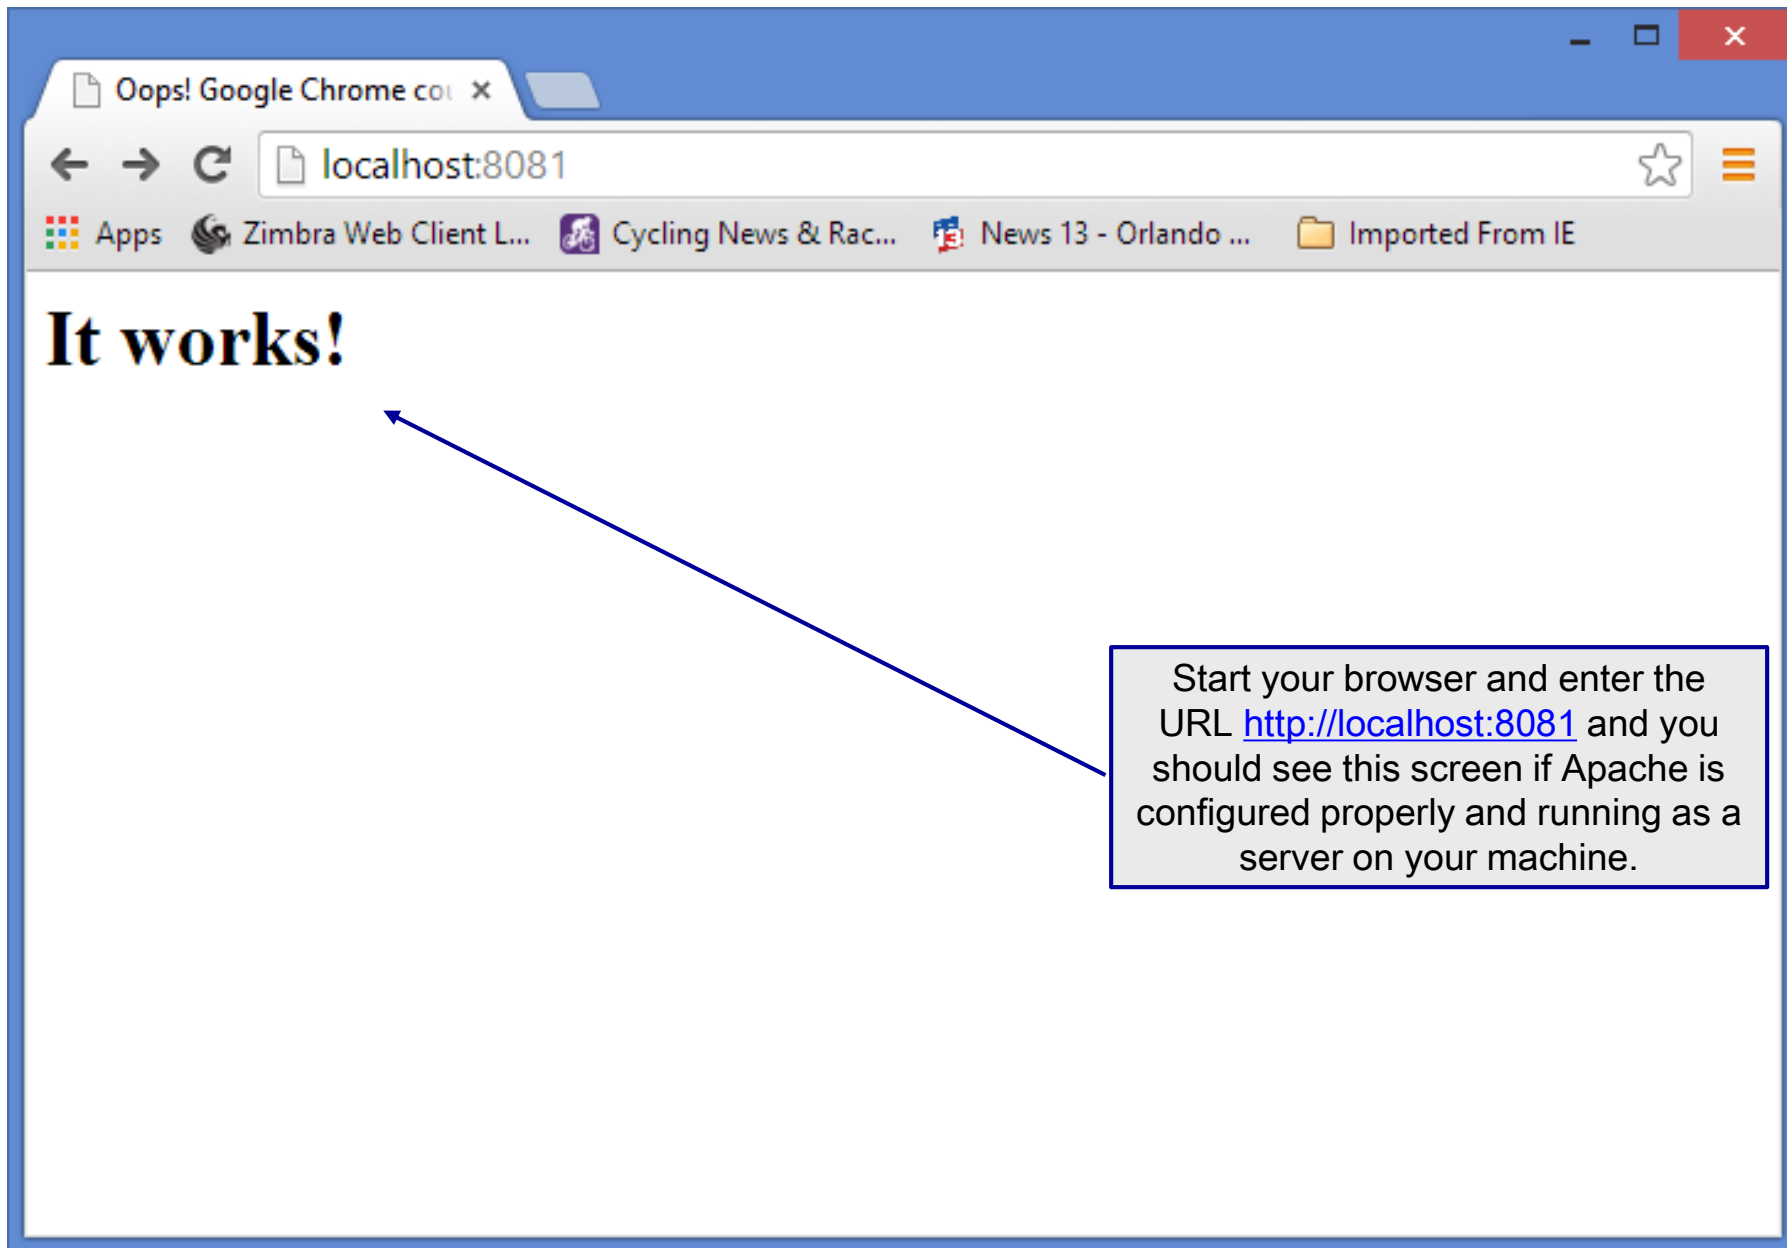 Oops! Google Chrome cou
localhost:8081
Apps Zimbra Web Client L... Cycling News & Rac... News 13 - Orlando ... Imported From IE
It works!
Start your browser and enter the
URL http://localhost:8081 and you
should see this screen if Apache is
configured properly and running as a
server on your machine.